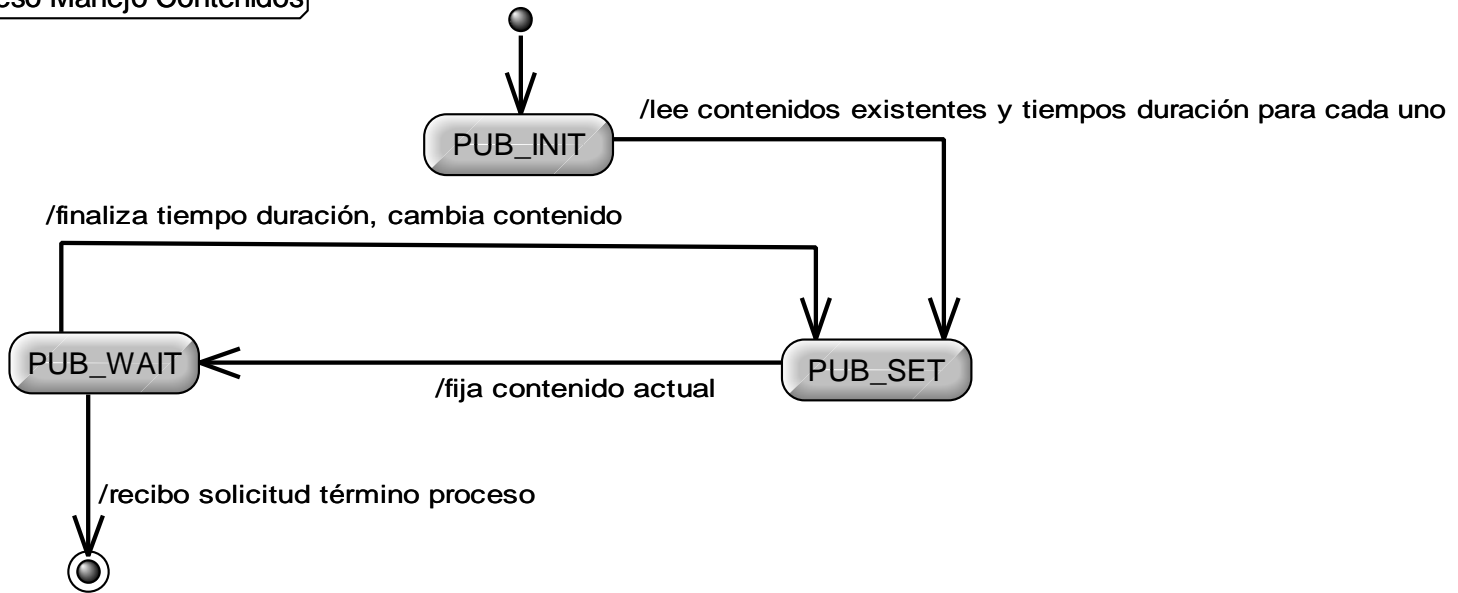 Manejo Contenidos
/lee contenidos existentes y tiempos duración para cada uno
PUB_INIT
/finaliza tiempo duración, cambia contenido
PUB_WAIT
PUB_SET
/fija contenido actual
/recibo solicitud término proceso